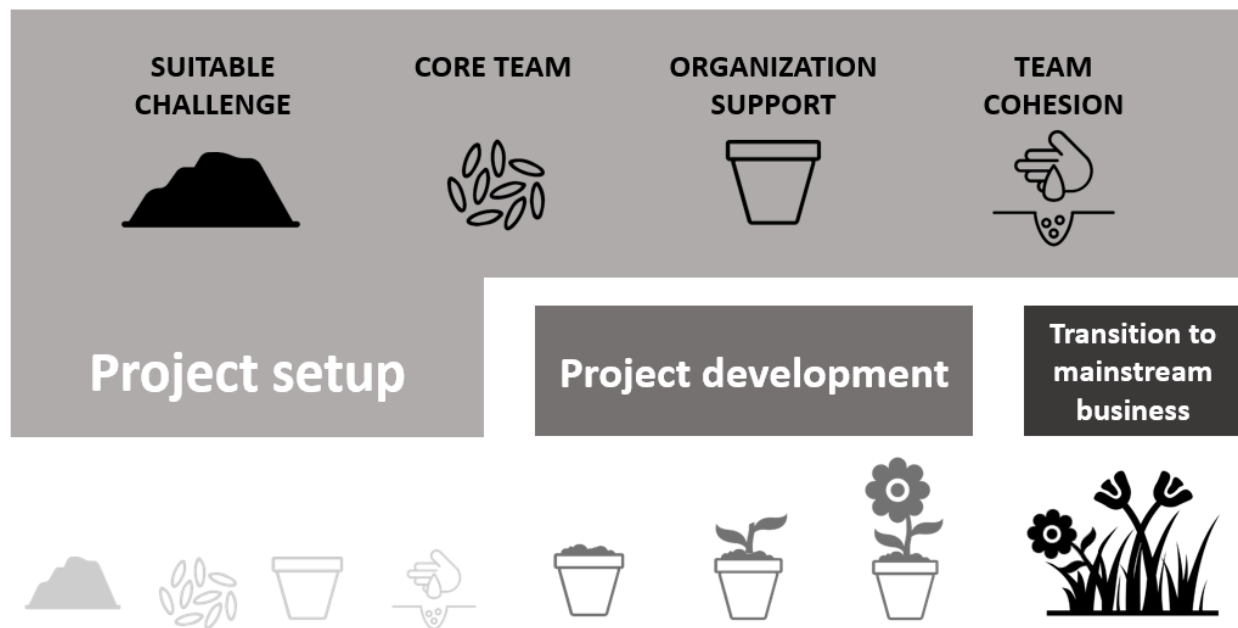 SUITABLE
CHALLENGE
CORE TEAM
ORGANIZATION
SUPPORT
TEAM
COHESION
Project setup
Project development
Transition to
mainstream
business